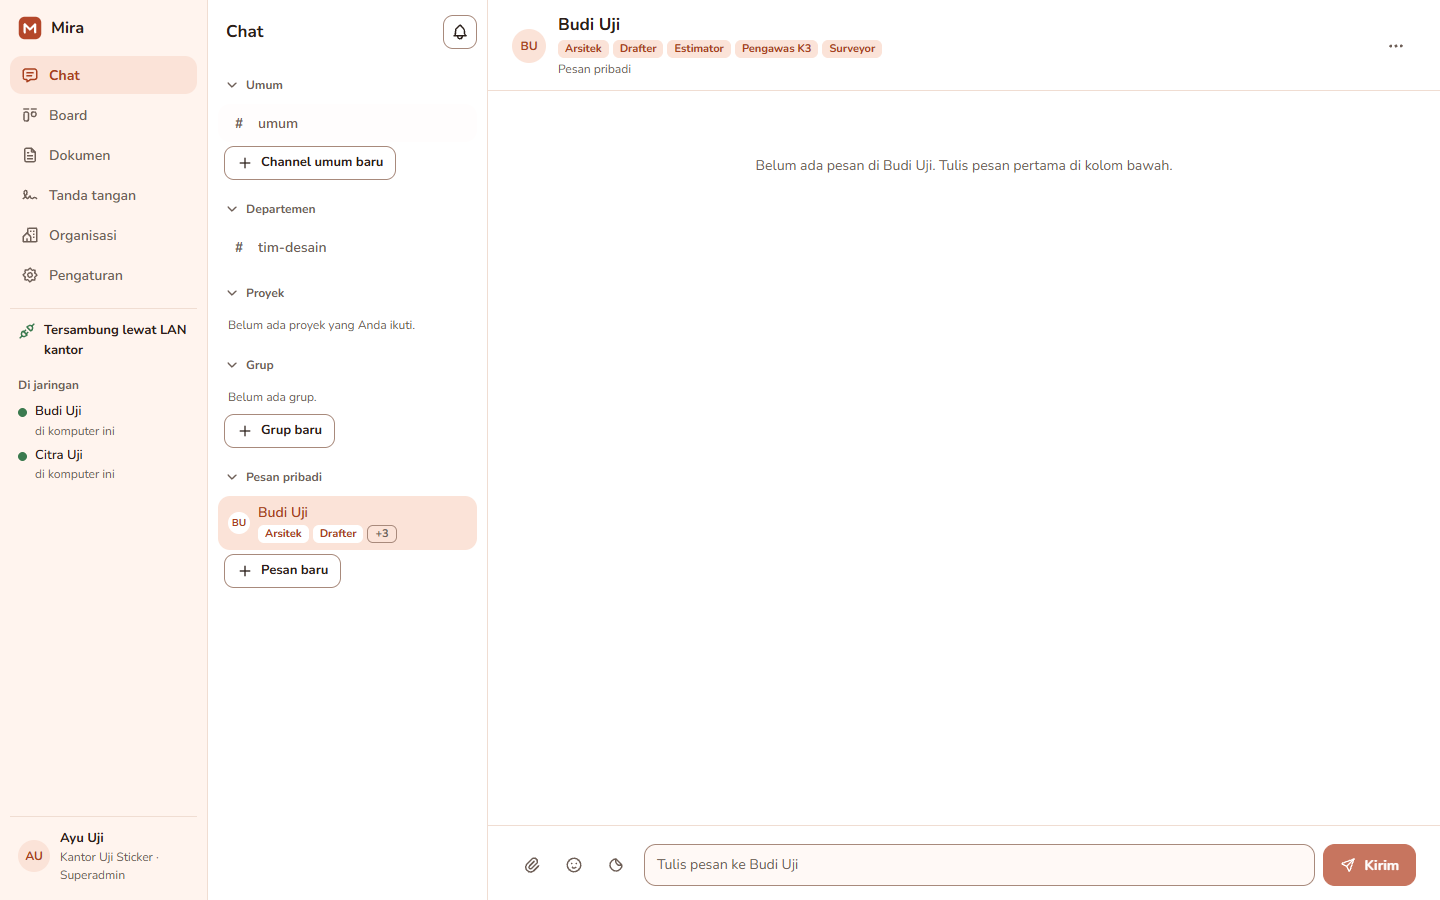 Mira
Chat
Board
Dokumen
Tanda tangan
Organisasi
Pengaturan
Tersambung lewat LAN
kantor
Di jaringan
Budi Uji
di komputer ini
Citra Uji
di komputer ini
AU
Ayu Uji
Kantor Uji Sticker ·
Superadmin
Chat
Umum
# umum
+ Channel umum baru
Departemen
# tim-desain
Proyek
Belum ada proyek yang Anda ikuti.
Grup
Belum ada grup.
+ Grup baru
Pesan pribadi
BU
Budi Uji
Arsitek Drafter +3
+ Pesan baru
BU
Budi Uji
Arsitek Drafter Estimator Pengawas K3 Surveyor
Pesan pribadi
Belum ada pesan di Budi Uji. Tulis pesan pertama di kolom bawah.
Tulis pesan ke Budi Uji
Kirim